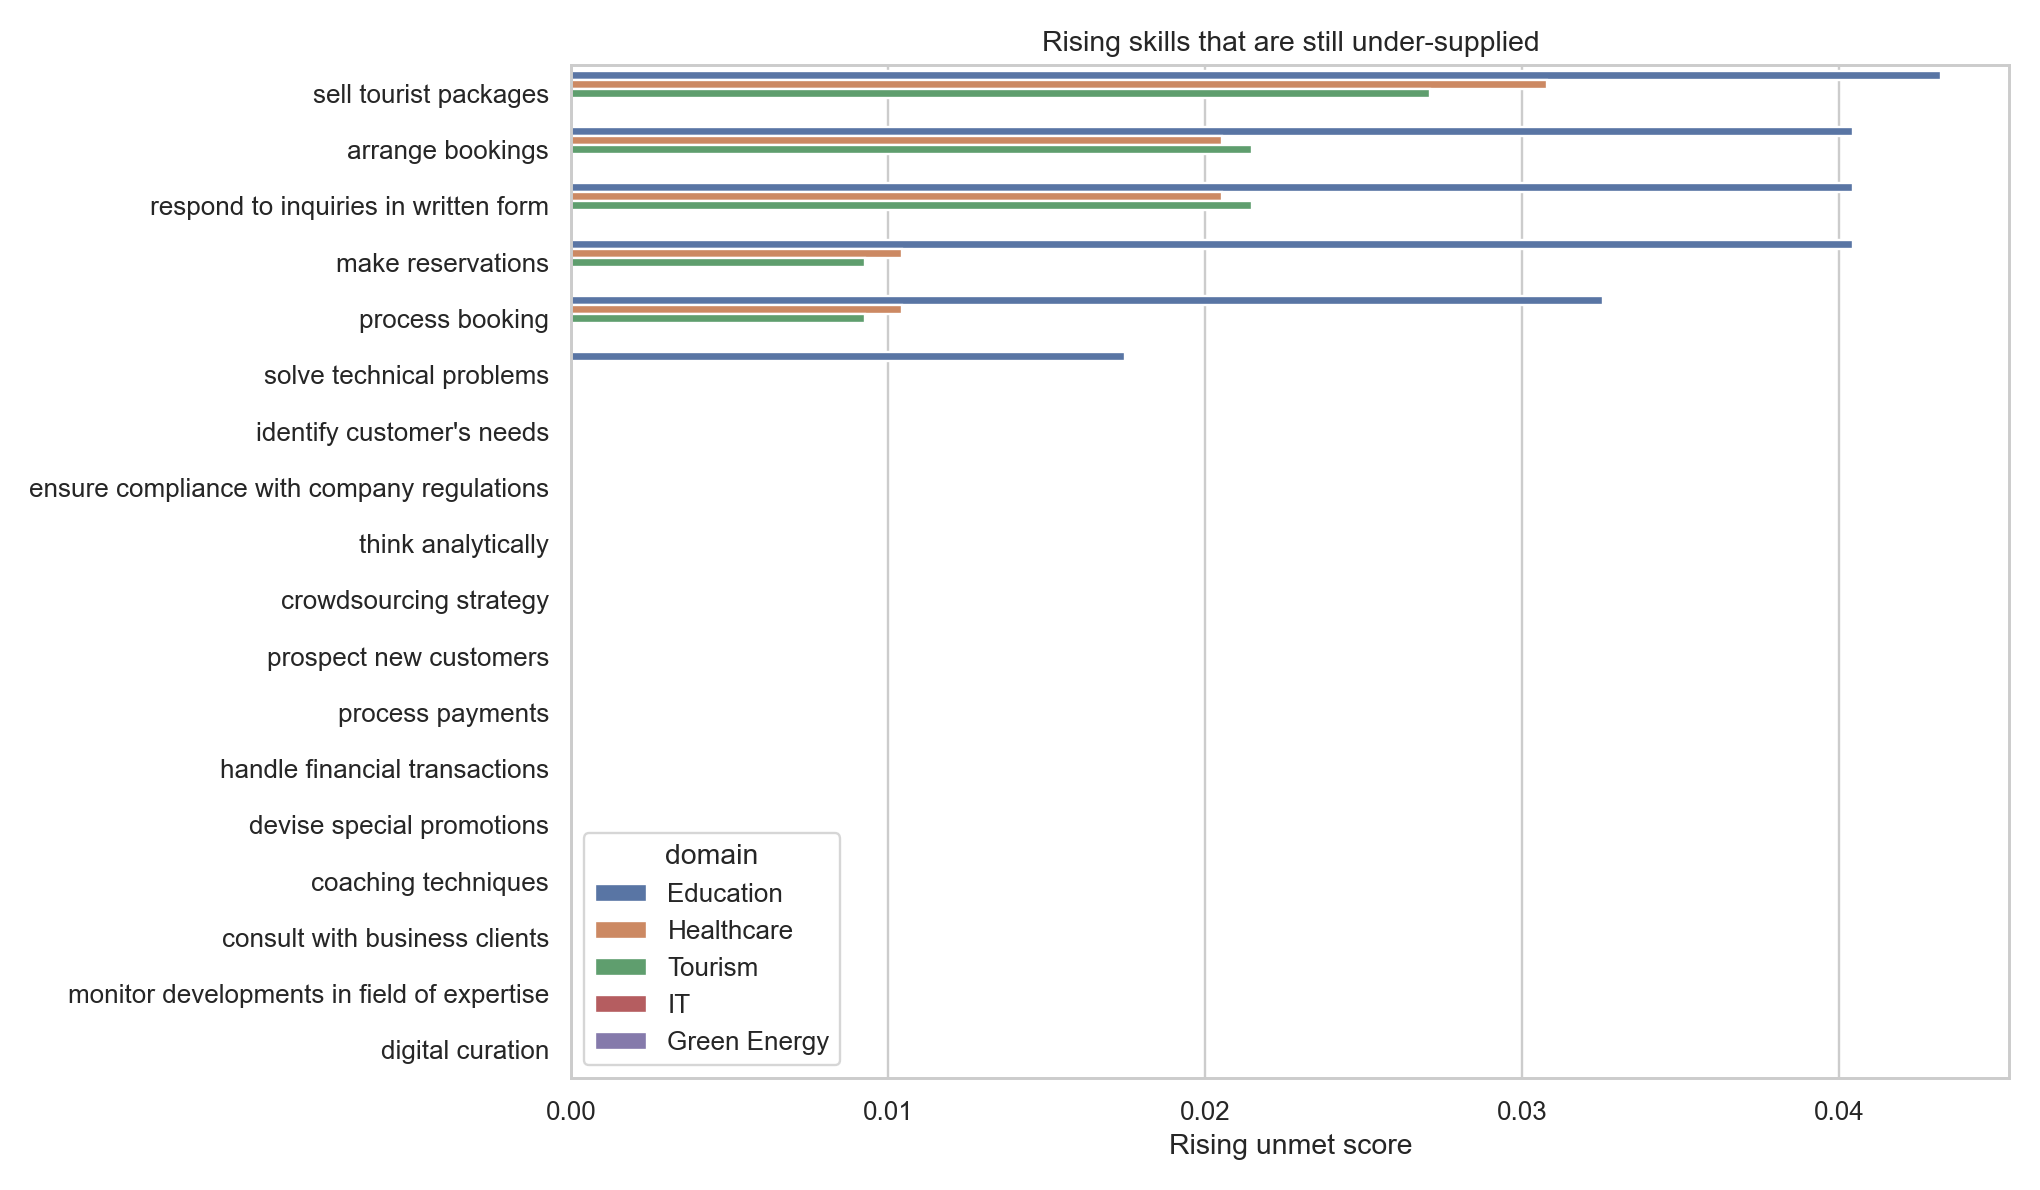 Rising skills that are still under-supplied
sell tourist packages
arrange bookings
respond to inquiries in written form
make reservations
process booking
solve technical problems
identify customer's needs
ensure compliance with company regulations
think analytically
crowdsourcing strategy
prospect new customers
process payments
handle financial transactions
devise special promotions
coaching techniques
consult with business clients
monitor developments in field of expertise
digital curation
domain
Education
Healthcare
Tourism
IT
Green Energy
0.00 0.01 0.02 0.03 0.04
Rising unmet score